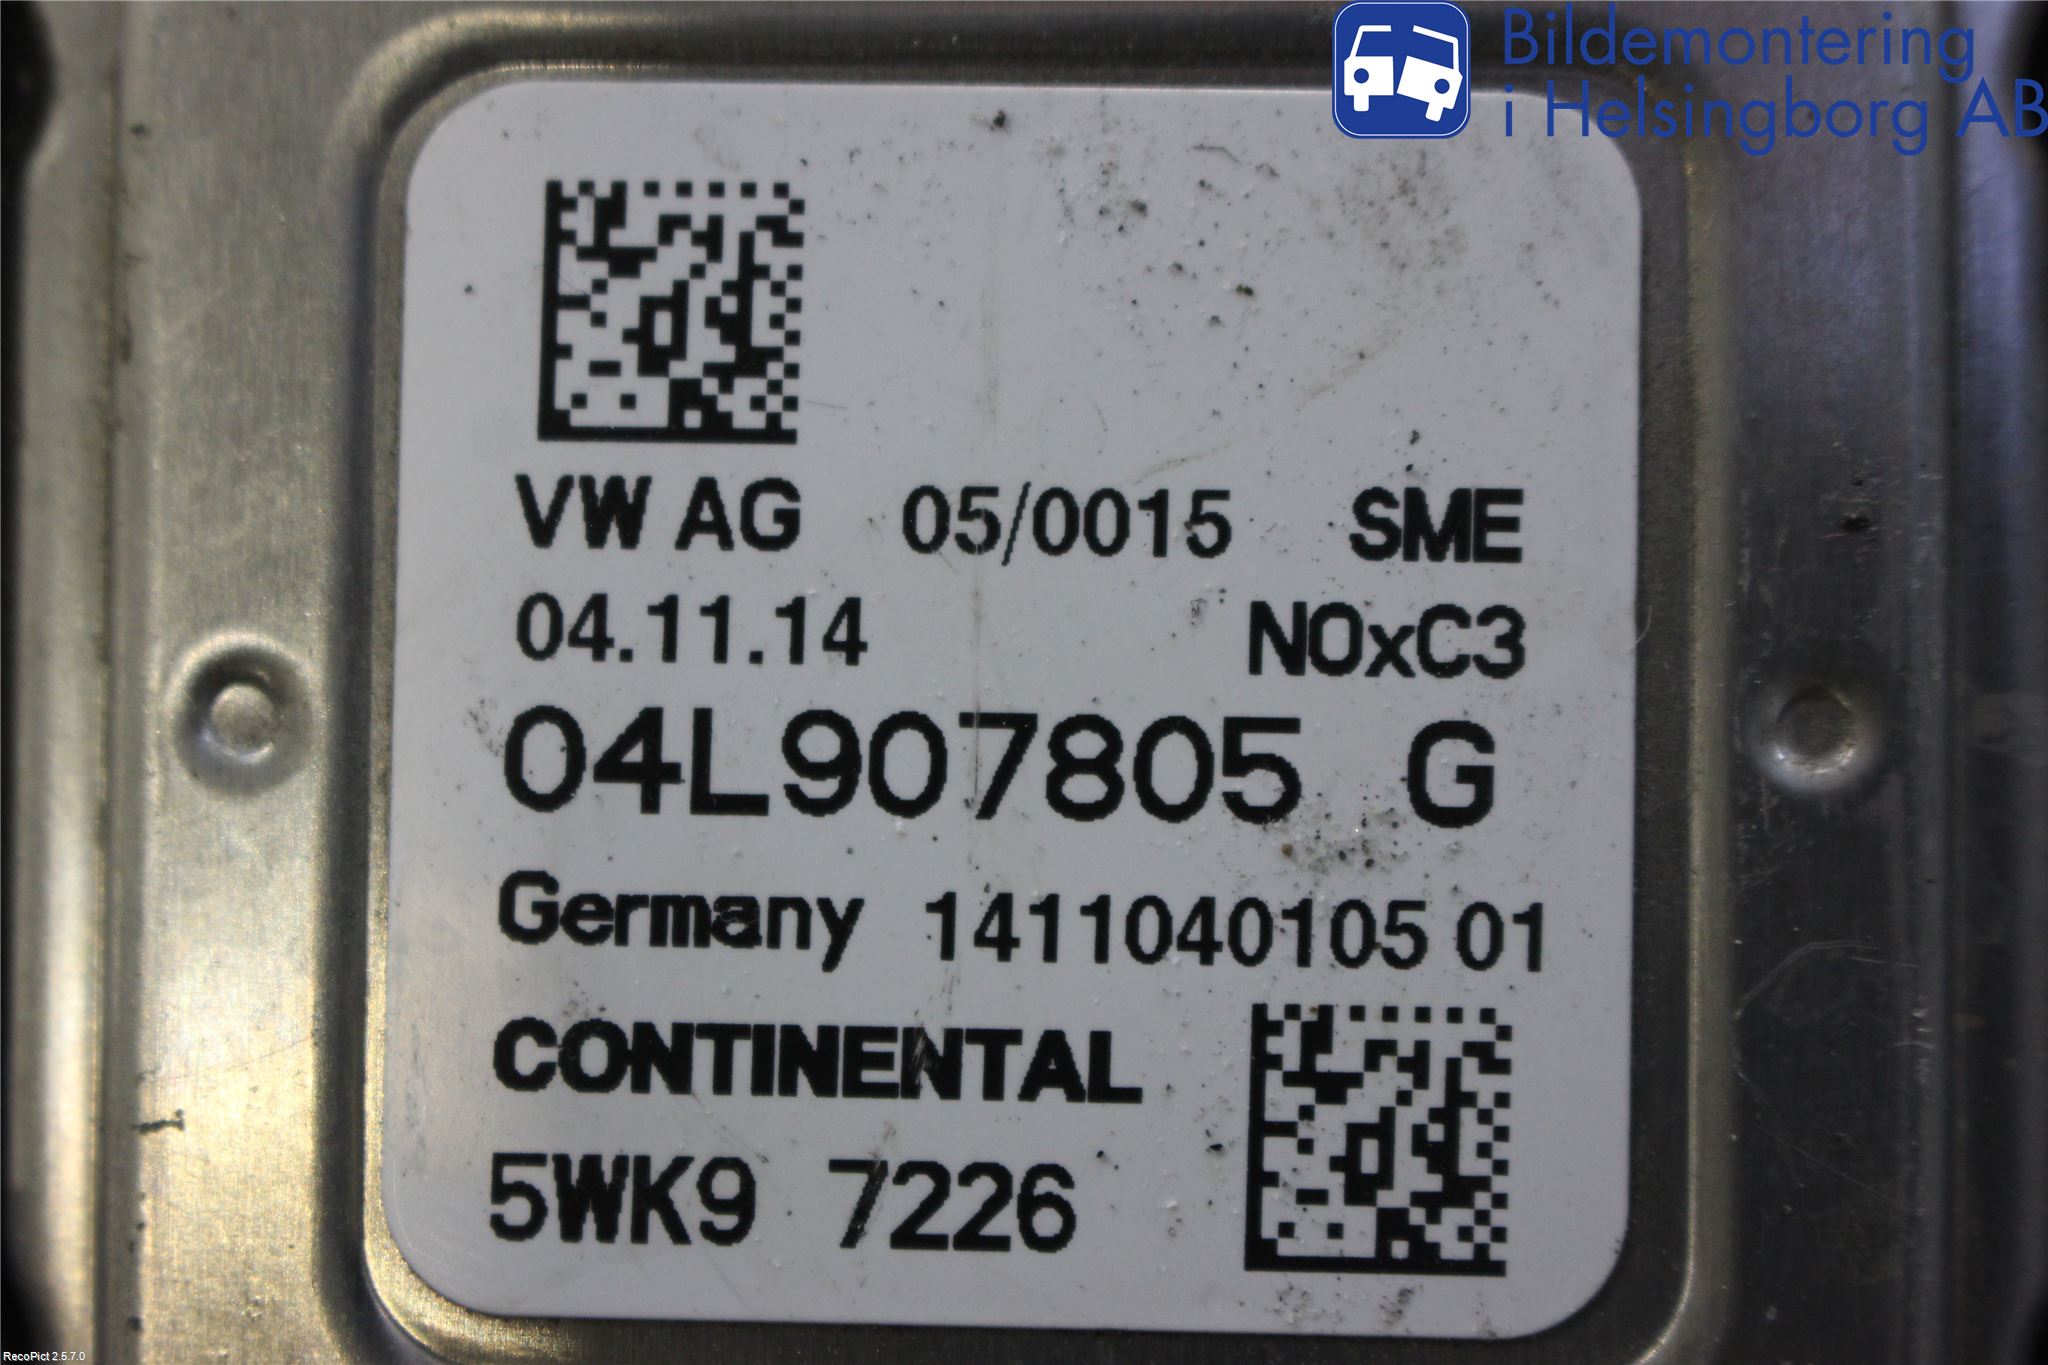 Bildemontering
i Helsingborg AB
VW AG 05/0015 SME
04.11.14 NOxC3
04L907805 G
Germany 1411040105 01
CONTINENTAL
5WK9 7226
RecoPict 2.5.7.0